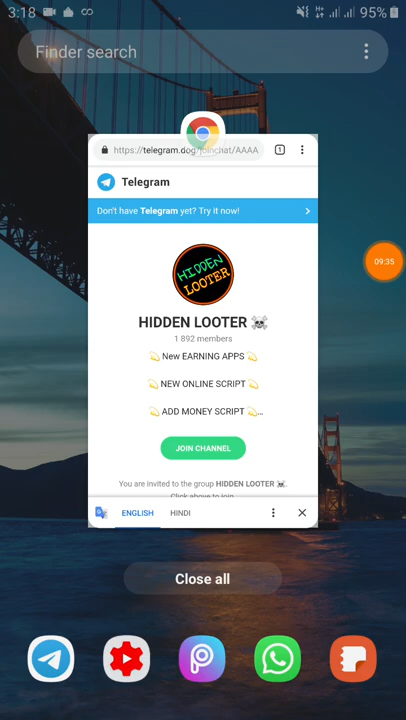 3:18
95%
Finder search
https://telegram.dog/joinchat/AAAA
1
Telegram
Don't have Telegram yet? Try it now!
HIDDEN LOOTER
HIDDEN LOOTER ☠️
1 892 members
💫 New EARNING APPS 💫
💫 NEW ONLINE SCRIPT 💫
💫 ADD MONEY SCRIPT 💫...
JOIN CHANNEL
You are invited to the group HIDDEN LOOTER ☠️.
Click above to join.
ENGLISH HINDI
09:35
Close all